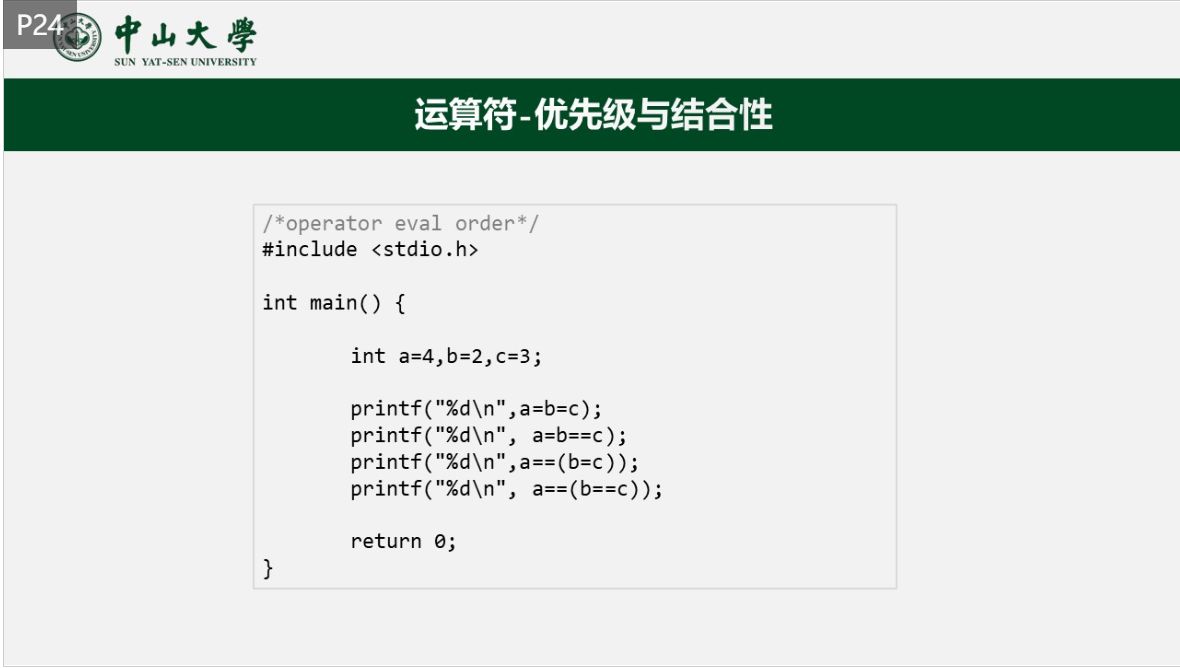 P24
中山大學
SUN YAT-SEN UNIVERSITY
运算符-优先级与结合性
/*operator eval order*/
#include <stdio.h>
int main() {
int a=4,b=2,c=3;
printf("%d\n",a=b=c);
printf("%d\n", a=b==c);
printf("%d\n",a==(b=c));
printf("%d\n", a==(b==c));
return 0;
}